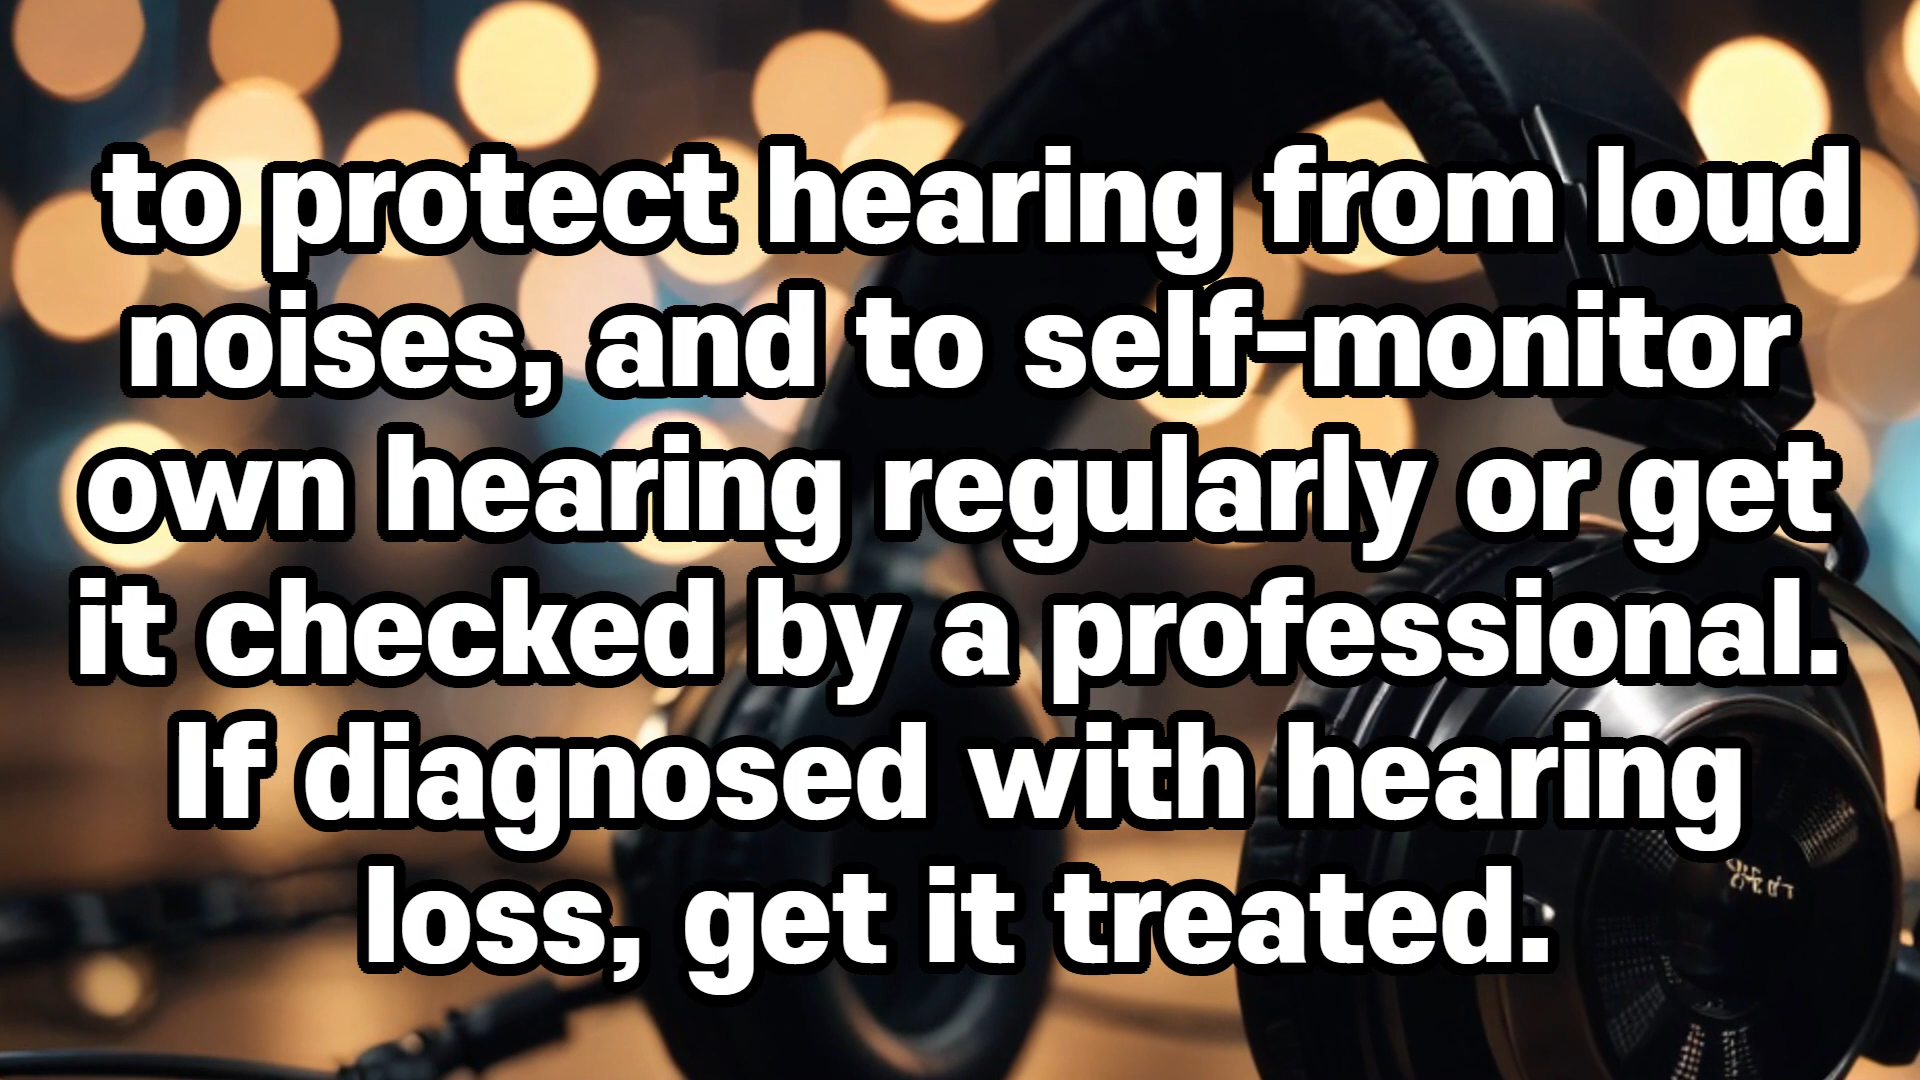 to protect hearing from loud
noises, and to self-monitor
own hearing regularly or get
it checked by a professional.
If diagnosed with hearing
loss, get it treated.